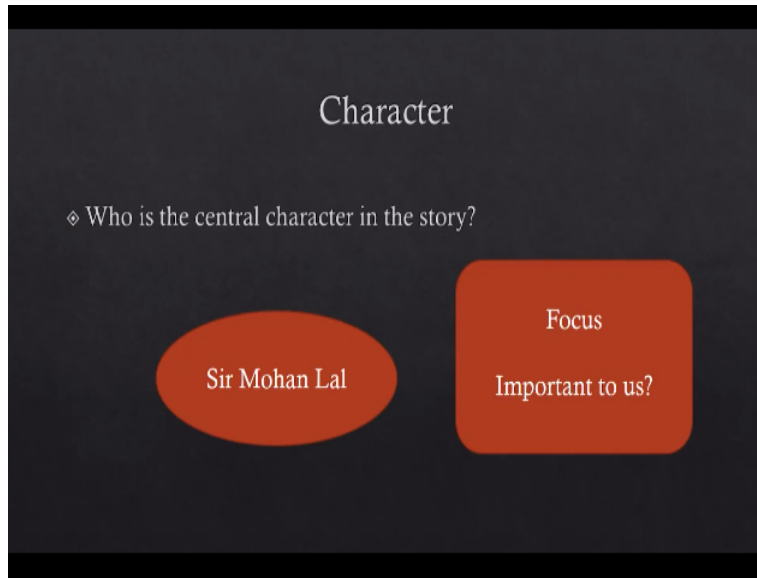 Character
Who is the central character in the story?
Sir Mohan Lal
Focus
Important to us?